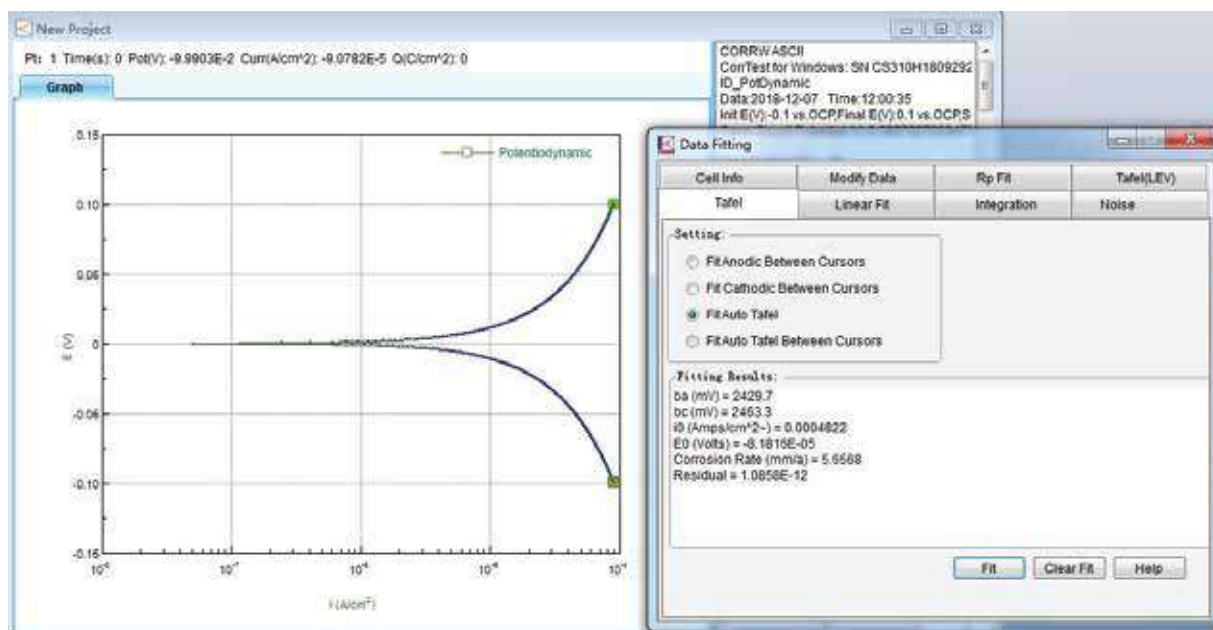 New Project
Pt: 1 Time(s): 0 Pot(V): -9.9903E-2 Curr(A/cm^2): -9.0782E-5 Q(C/cm^2): 0
Graph
CORRW ASCII
CorrTest for Windows: SN CS310H1809292
ID_PotDynamic
Data:2018-12-07 Time:12:00:35
Init E(V):-0.1 vs.OCP,Final E(V):0.1 vs.OCP,S
0.15
Potentiodynamic
0.10
0.05
E (V)
0
-0.05
-0.10
-0.15
I (A/cm²)
Data Fitting
Cell Info
Modify Data
Rp Fit
Tafel(LEV)
Tafel
Linear Fit
Integration
Noise
Setting:
Fit Anodic Between Cursors
Fit Cathodic Between Cursors
Fit Auto Tafel
Fit Auto Tafel Between Cursors
Fitting Results:
ba (mV) = 2429.7
bc (mV) = 2463.3
i0 (Amps/cm^2~) = 0.0004822
E0 (Volts) = -8.1816E-05
Corrosion Rate (mm/a) = 5.6568
Residual = 1.0858E-12
Fit
Clear Fit
Help